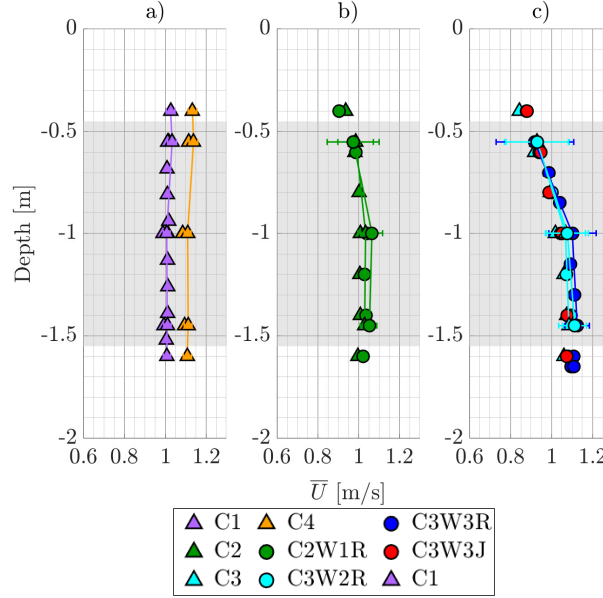 a) b) c)
0 0 0
-0.5 -0.5 -0.5
-1 -1 -1
-1.5 -1.5 -1.5
-2 -2 -2
0.6 0.8 1 1.2 0.6 0.8 1 1.2 0.6 0.8 1 1.2
Depth [m]
U̅ [m/s]
C1 C4 C3W3R
C2 C2W1R C3W3J
C3 C3W2R C1